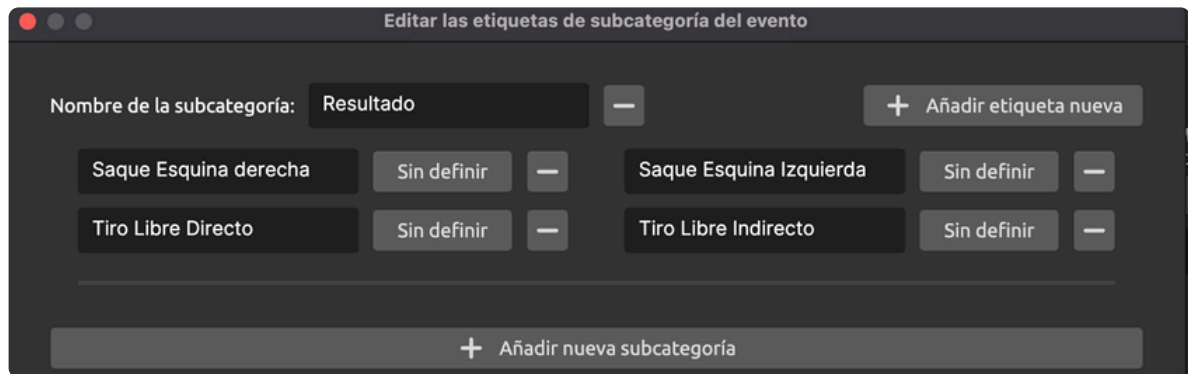 Editar las etiquetas de subcategoría del evento
Nombre de la subcategoría: Resultado Añadir etiqueta nueva
Saque Esquina derecha Sin definir Saque Esquina Izquierda Sin definir
Tiro Libre Directo Sin definir Tiro Libre Indirecto Sin definir
Añadir nueva subcategoría